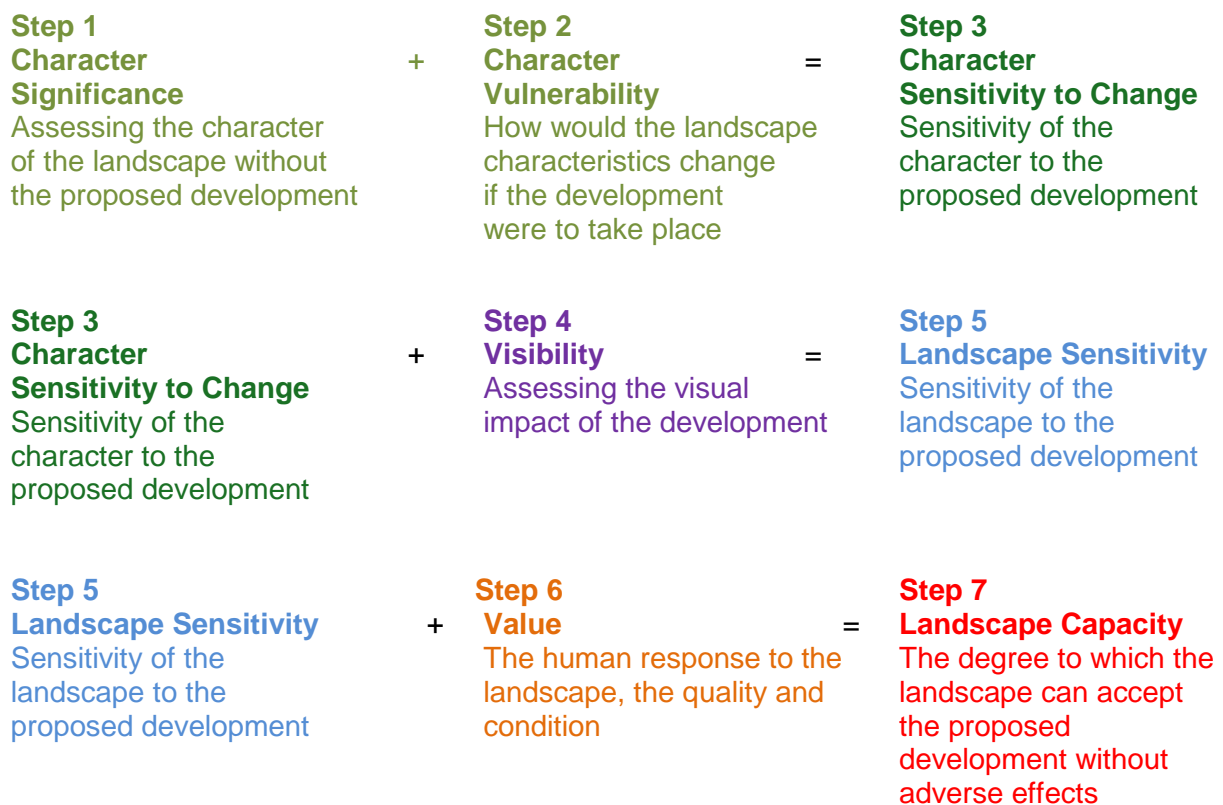 Step 1
Character
Significance
Assessing the character
of the landscape without
the proposed development
+
Step 2
Character
Vulnerability
How would the landscape
characteristics change
if the development
were to take place
=
Step 3
Character
Sensitivity to Change
Sensitivity of the
character to the
proposed development
Step 3
Character
Sensitivity to Change
Sensitivity of the
character to the
proposed development
+
Step 4
Visibility
Assessing the visual
impact of the development
=
Step 5
Landscape Sensitivity
Sensitivity of the
landscape to the
proposed development
Step 5
Landscape Sensitivity
Sensitivity of the
landscape to the
proposed development
+
Step 6
Value
The human response to the
landscape, the quality and
condition
=
Step 7
Landscape Capacity
The degree to which the
landscape can accept
the proposed
development without
adverse effects